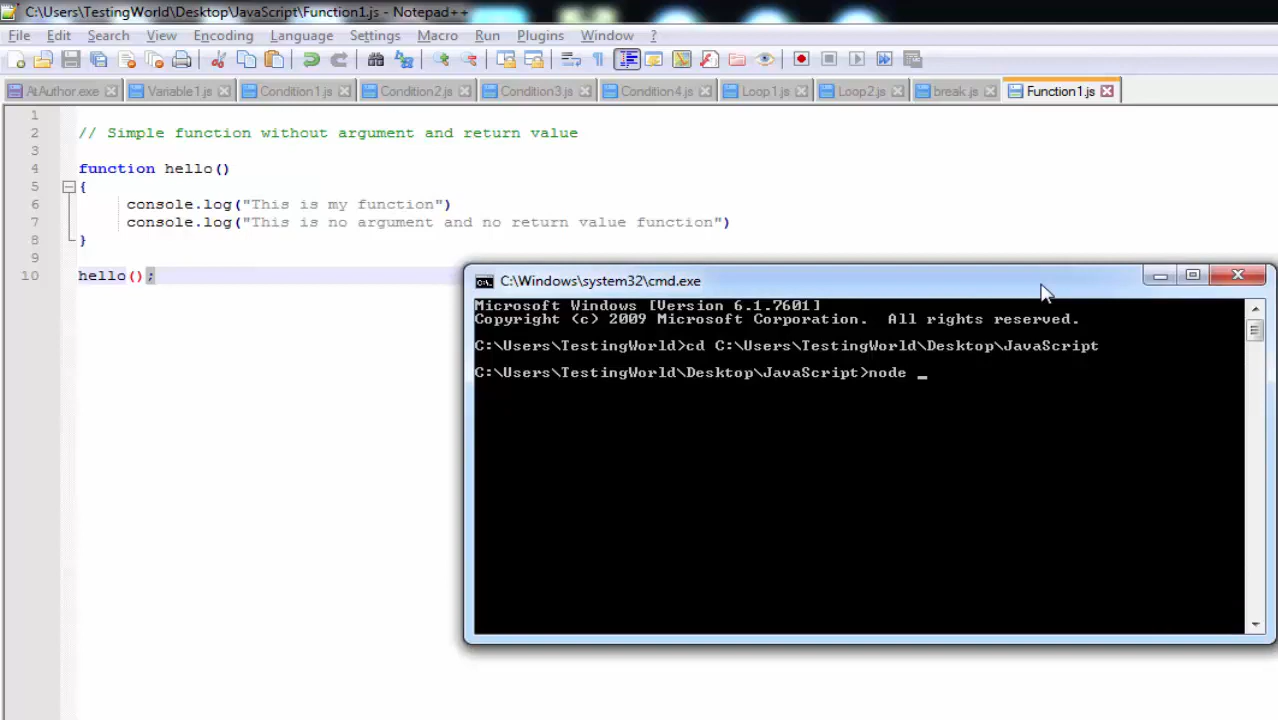 C:\Users\TestingWorld\Desktop\JavaScript\Function1.js - Notepad++
File Edit Search View Encoding Language Settings Macro Run Plugins Window ?
AtAuthor.exe Variable1.js Condition1.js Condition2.js Condition3.js Condition4.js Loop1.js Loop2.js break.js Function1.js
1
2 // Simple function without argument and return value
3
4 function hello()
5 {
6 console.log("This is my function")
7 console.log("This is no argument and no return value function")
8 }
9
10 hello();
C:\Windows\system32\cmd.exe
Microsoft Windows [Version 6.1.7601]
Copyright (c) 2009 Microsoft Corporation. All rights reserved.
C:\Users\TestingWorld>cd C:\Users\TestingWorld\Desktop\JavaScript
C:\Users\TestingWorld\Desktop\JavaScript>node _